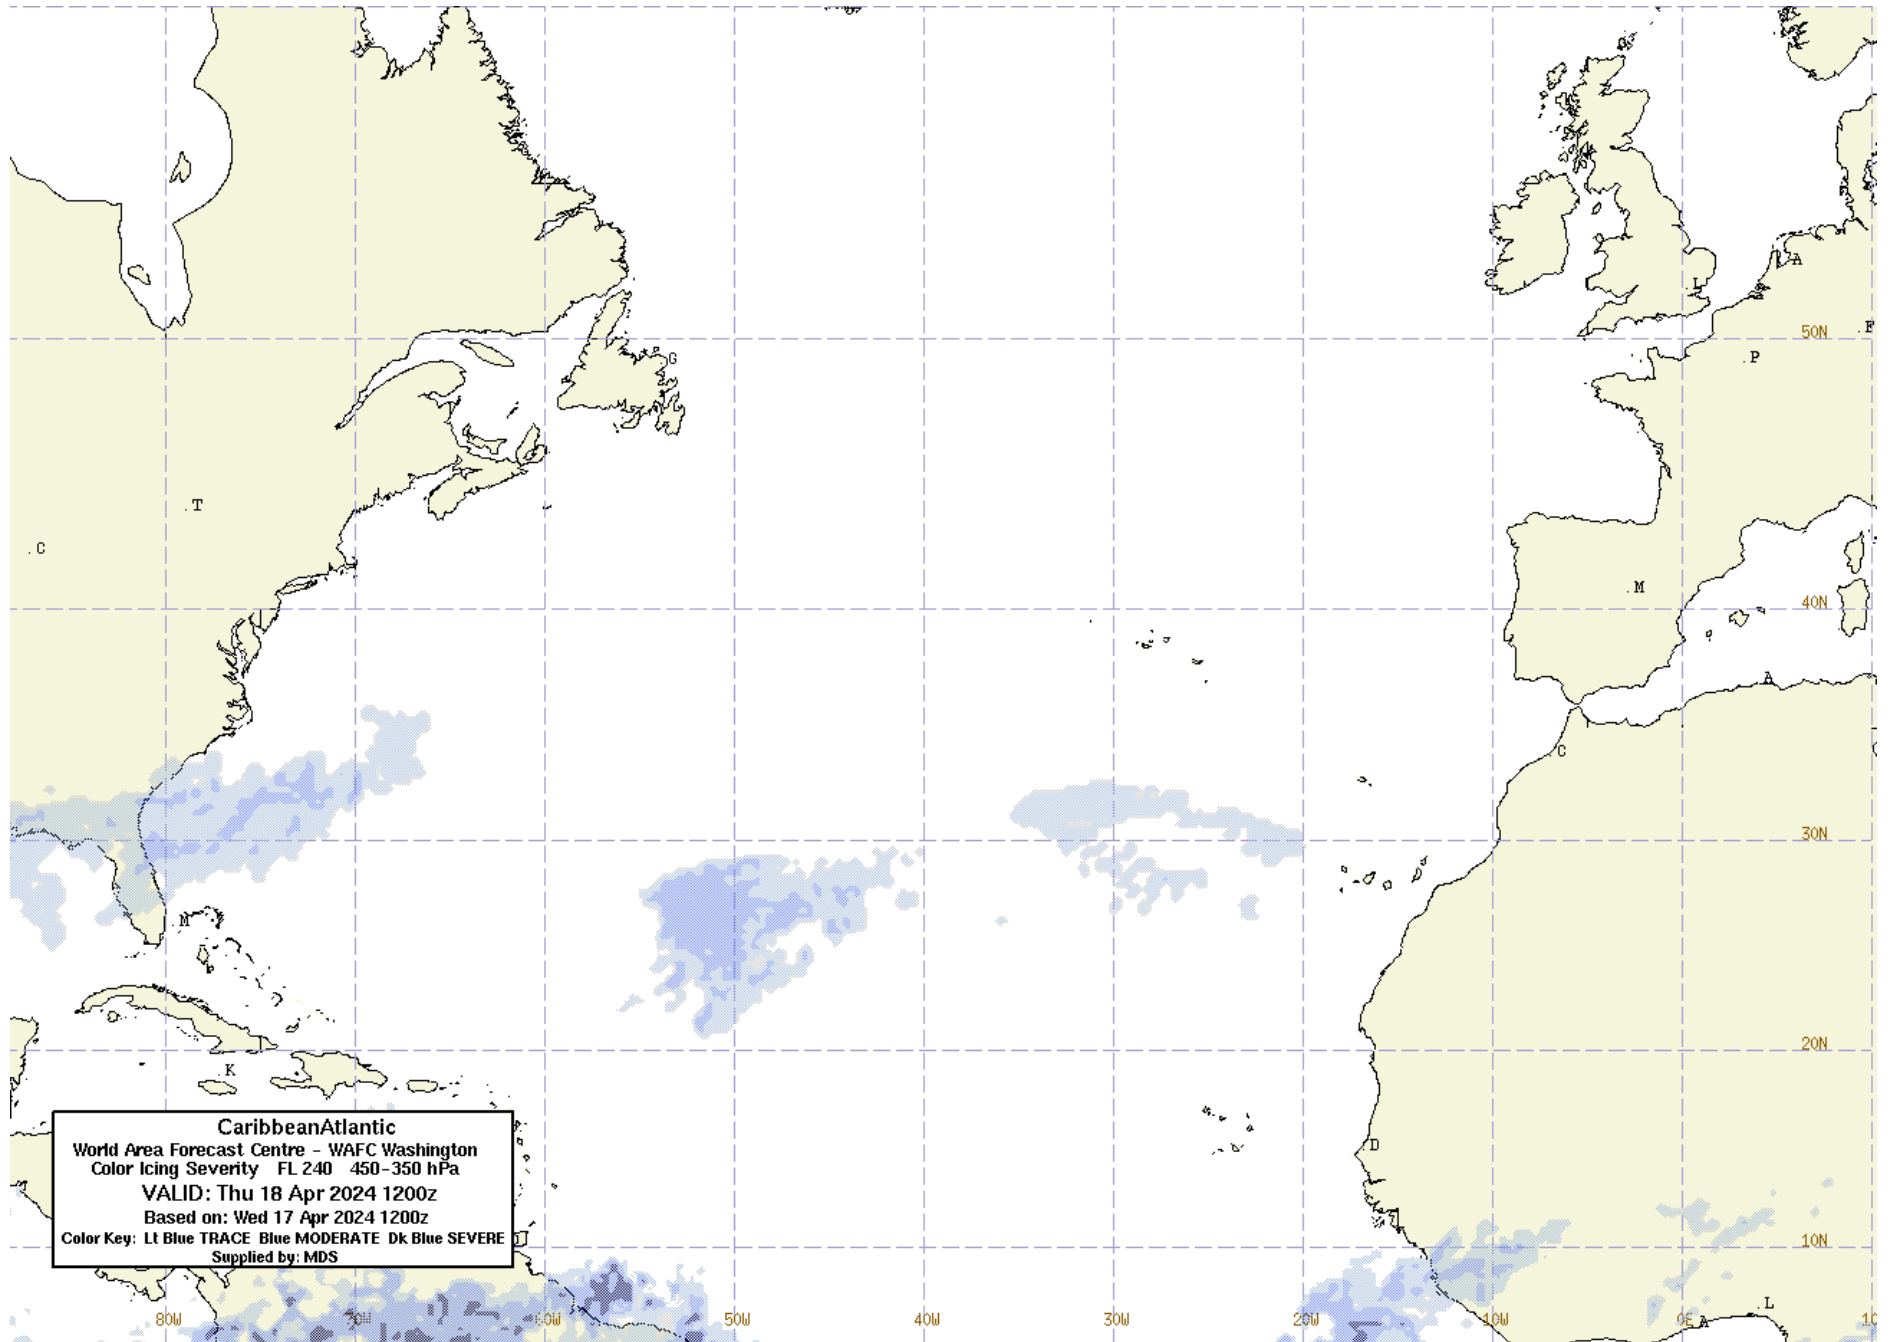 G
A
L
F
50N
P
T
C
M
40N
A
C
30N
M
20N
K
D
CaribbeanAtlantic
World Area Forecast Centre - WAFC Washington
Color Icing Severity FL 240 450-350 hPa
VALID: Thu 18 Apr 2024 1200z
Based on: Wed 17 Apr 2024 1200z
Color Key: Lt Blue TRACE Blue MODERATE Dk Blue SEVERE
Supplied by: MDS
10N
L
A
80W 70W 60W 50W 40W 30W 20W 10W 0E 10